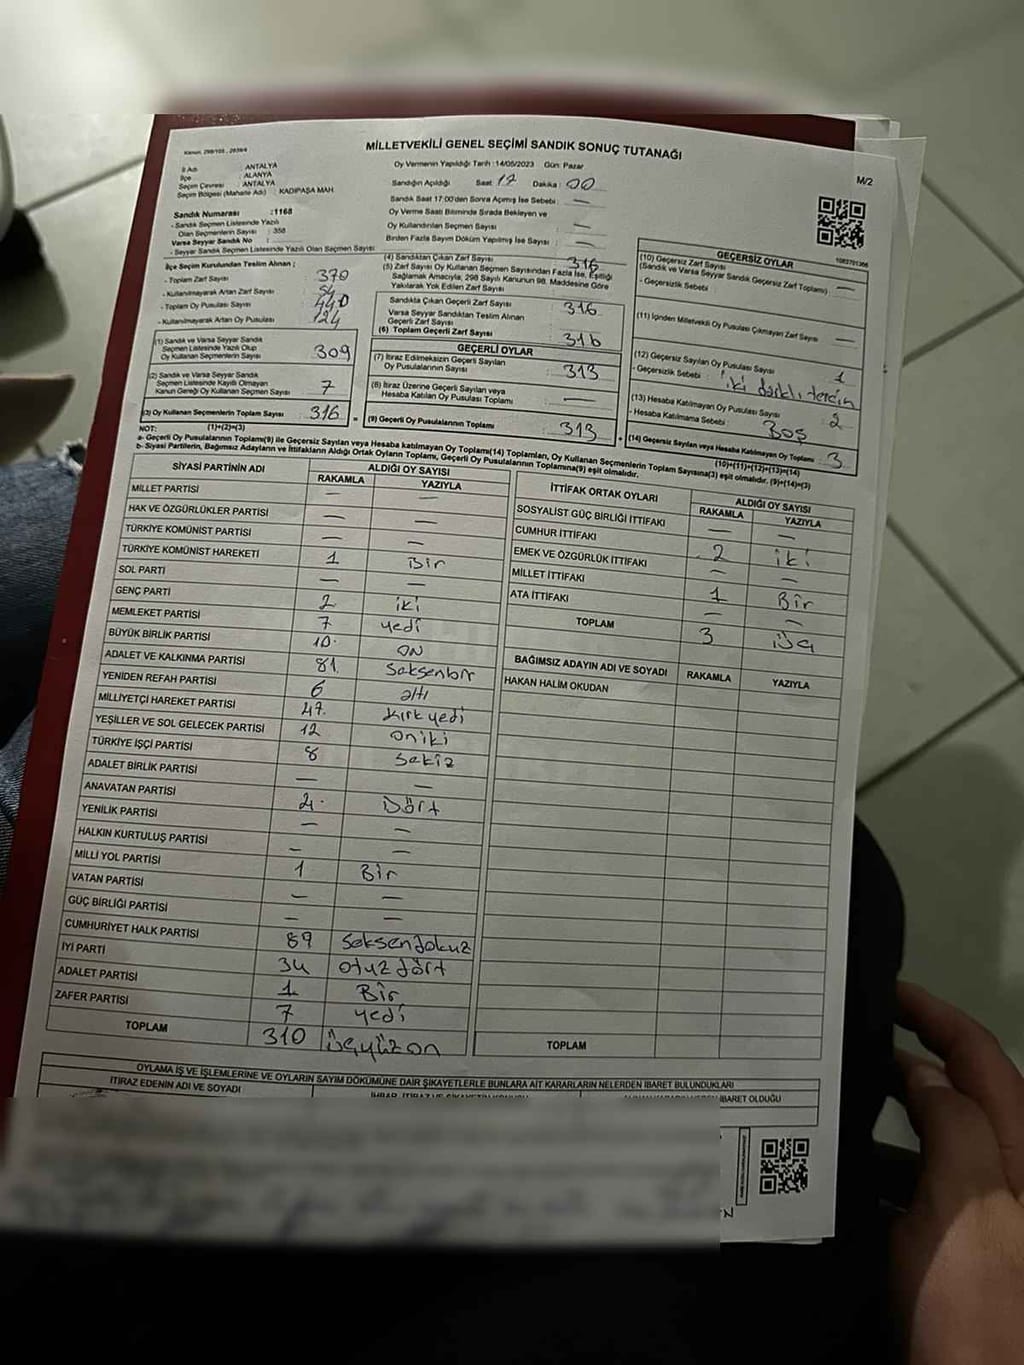 MİLLETVEKİLİ GENEL SEÇİMİ SANDIK SONUÇ TUTANAĞI
M/2
İl Adı : ANTALYA
İlçe : ALANYA
Seçim Çevresi : ANTALYA
Seçim Bölgesi (Mahalle Adı) : KADIPAŞA MAH.
Sandık Numarası : 1168
- Sandık Seçmen Listesinde Yazılı
Olan Seçmenlerin Sayısı : 358
Varsa Seyyar Sandık No
- Seyyar Sandık Seçmen Listesinde Yazılı Olan Seçmen Sayısı:
Oy Vermenin Yapıldığı Tarih :14/05/2023 Gün: Pazar
Sandığın Açıldığı Saat : 17 Dakika : 00
Sandık Saat 17:00'den Sonra Açılmış İse Sebebi : —
Oy Verme Saati Bitiminde Sırada Bekleyen ve
Oy Kullandırılan Seçmen Sayısı : —
Birden Fazla Sayım Döküm Yapılmış İse Sayısı : —
İlçe Seçim Kurulundan Teslim Alınan ;
- Toplam Zarf Sayısı : 370
- Kullanılmayarak Artan Zarf Sayısı : 54
- Toplam Oy Pusulası Sayısı : 440
- Kullanılmayarak Artan Oy Pusulası : 124
(1) Sandık ve Varsa Seyyar Sandık
Seçmen Listesinde Yazılı Olup
Oy Kullanan Seçmenlerin Sayısı : 309
(2) Sandık ve Varsa Seyyar Sandık
Seçmen Listesinde Kayıtlı Olmayan
Kanun Gereği Oy Kullanan Seçmen Sayısı : 7
(3) Oy Kullanan Seçmenlerin Toplam Sayısı : 316
(1)+(2)=(3)
(4) Sandıktan Çıkan Zarf Sayısı : 316
(5) Zarf Sayısı Oy Kullanan Seçmen Sayısından Fazla İse, Eşitliği
Sağlamak Amacıyla, 298 Sayılı Kanunun 98. Maddesine Göre
Yakılarak Yok Edilen Zarf Sayısı :
Sandıkta Çıkan Geçerli Zarf Sayısı : 316
Varsa Seyyar Sandıktan Teslim Alınan
Geçerli Zarf Sayısı
(6) Toplam Geçerli Zarf Sayısı : 316
GEÇERLİ OYLAR
(7) İtiraz Edilmeksizin Geçerli Sayılan
Oy Pusulalarının Sayısı : 313
(8) İtiraz Üzerine Geçerli Sayılan veya
Hesaba Katılan Oy Pusulası Toplamı : —
(9) Geçerli Oy Pusulalarının Toplamı : 313
GEÇERSİZ OYLAR
(10) Geçersiz Zarf Sayısı
(Sandık ve Varsa Seyyar Sandık Geçersiz Zarf Toplamı) : —
- Geçersizlik Sebebi :
(11) İçinden Milletvekili Oy Pusulası Çıkmayan Zarf Sayısı : —
(12) Geçersiz Sayılan Oy Pusulası Sayısı : 1
- Geçersizlik Sebebi : iki tercih
(13) Hesaba Katılmayan Oy Pusulası Sayısı : 2
- Hesaba Katılmama Sebebi : Boş
(14) Geçersiz Sayılan veya Hesaba Katılmayan Oy Toplamı : 3
(10)+(11)+(12)+(13)=(14)
NOT:
a- Geçerli Oy Pusulalarının Toplamı(9) ile Geçersiz Sayılan veya Hesaba katılmayan Oy Toplamı(14) Toplamları, Oy Kullanan Seçmenlerin Toplam Sayısına(3) eşit olmalıdır. (9)+(14)=(3)
b- Siyasi Partilerin, Bağımsız Adayların ve İttifakların Aldığı Ortak Oyların Toplamı, Geçerli Oy Pusulalarının Toplamına(9) eşit olmalıdır.
SİYASİ PARTİNİN ADI ALDIĞI OY SAYISI
RAKAMLA YAZIYLA
MİLLET PARTİSİ — —
HAK VE ÖZGÜRLÜKLER PARTİSİ — —
TÜRKİYE KOMÜNİST PARTİSİ — —
TÜRKİYE KOMÜNİST HAREKETİ 1 Bir
SOL PARTİ — —
GENÇ PARTİ 2 iki
MEMLEKET PARTİSİ 7 yedi
BÜYÜK BİRLİK PARTİSİ 10 ON
ADALET VE KALKINMA PARTİSİ 81 Seksenbir
YENİDEN REFAH PARTİSİ 6 altı
MİLLİYETÇİ HAREKET PARTİSİ 47 Kırkyedi
YEŞİLLER VE SOL GELECEK PARTİSİ 12 oniki
TÜRKİYE İŞÇİ PARTİSİ 8 Sekiz
ADALET BİRLİK PARTİSİ — —
ANAVATAN PARTİSİ 4 Dört
YENİLİK PARTİSİ — —
HALKIN KURTULUŞ PARTİSİ — —
MİLLİ YOL PARTİSİ 1 Bir
VATAN PARTİSİ — —
GÜÇ BİRLİĞİ PARTİSİ — —
CUMHURİYET HALK PARTİSİ 89 Seksendokuz
İYİ PARTİ 34 otuzdört
ADALET PARTİSİ 1 Bir
ZAFER PARTİSİ 7 yedi
TOPLAM 310 üçyüzon
İTTİFAK ORTAK OYLARI ALDIĞI OY SAYISI
RAKAMLA YAZIYLA
SOSYALİST GÜÇ BİRLİĞİ İTTİFAKI — —
CUMHUR İTTİFAKI 2 iki
EMEK VE ÖZGÜRLÜK İTTİFAKI — —
MİLLET İTTİFAKI 1 Bir
ATA İTTİFAKI — —
TOPLAM 3 üç
BAĞIMSIZ ADAYIN ADI VE SOYADI RAKAMLA YAZIYLA
HAKAN HALİM OKUDAN
TOPLAM
OYLAMA İŞ VE İŞLEMLERİNE VE OYLARIN SAYIM DÖKÜMÜNE DAİR ŞİKAYETLERLE BUNLARA AİT KARARLARIN NELERDEN İBARET BULUNDUKLARI
İTİRAZ EDENİN ADI VE SOYADI
İBARET OLDUĞU